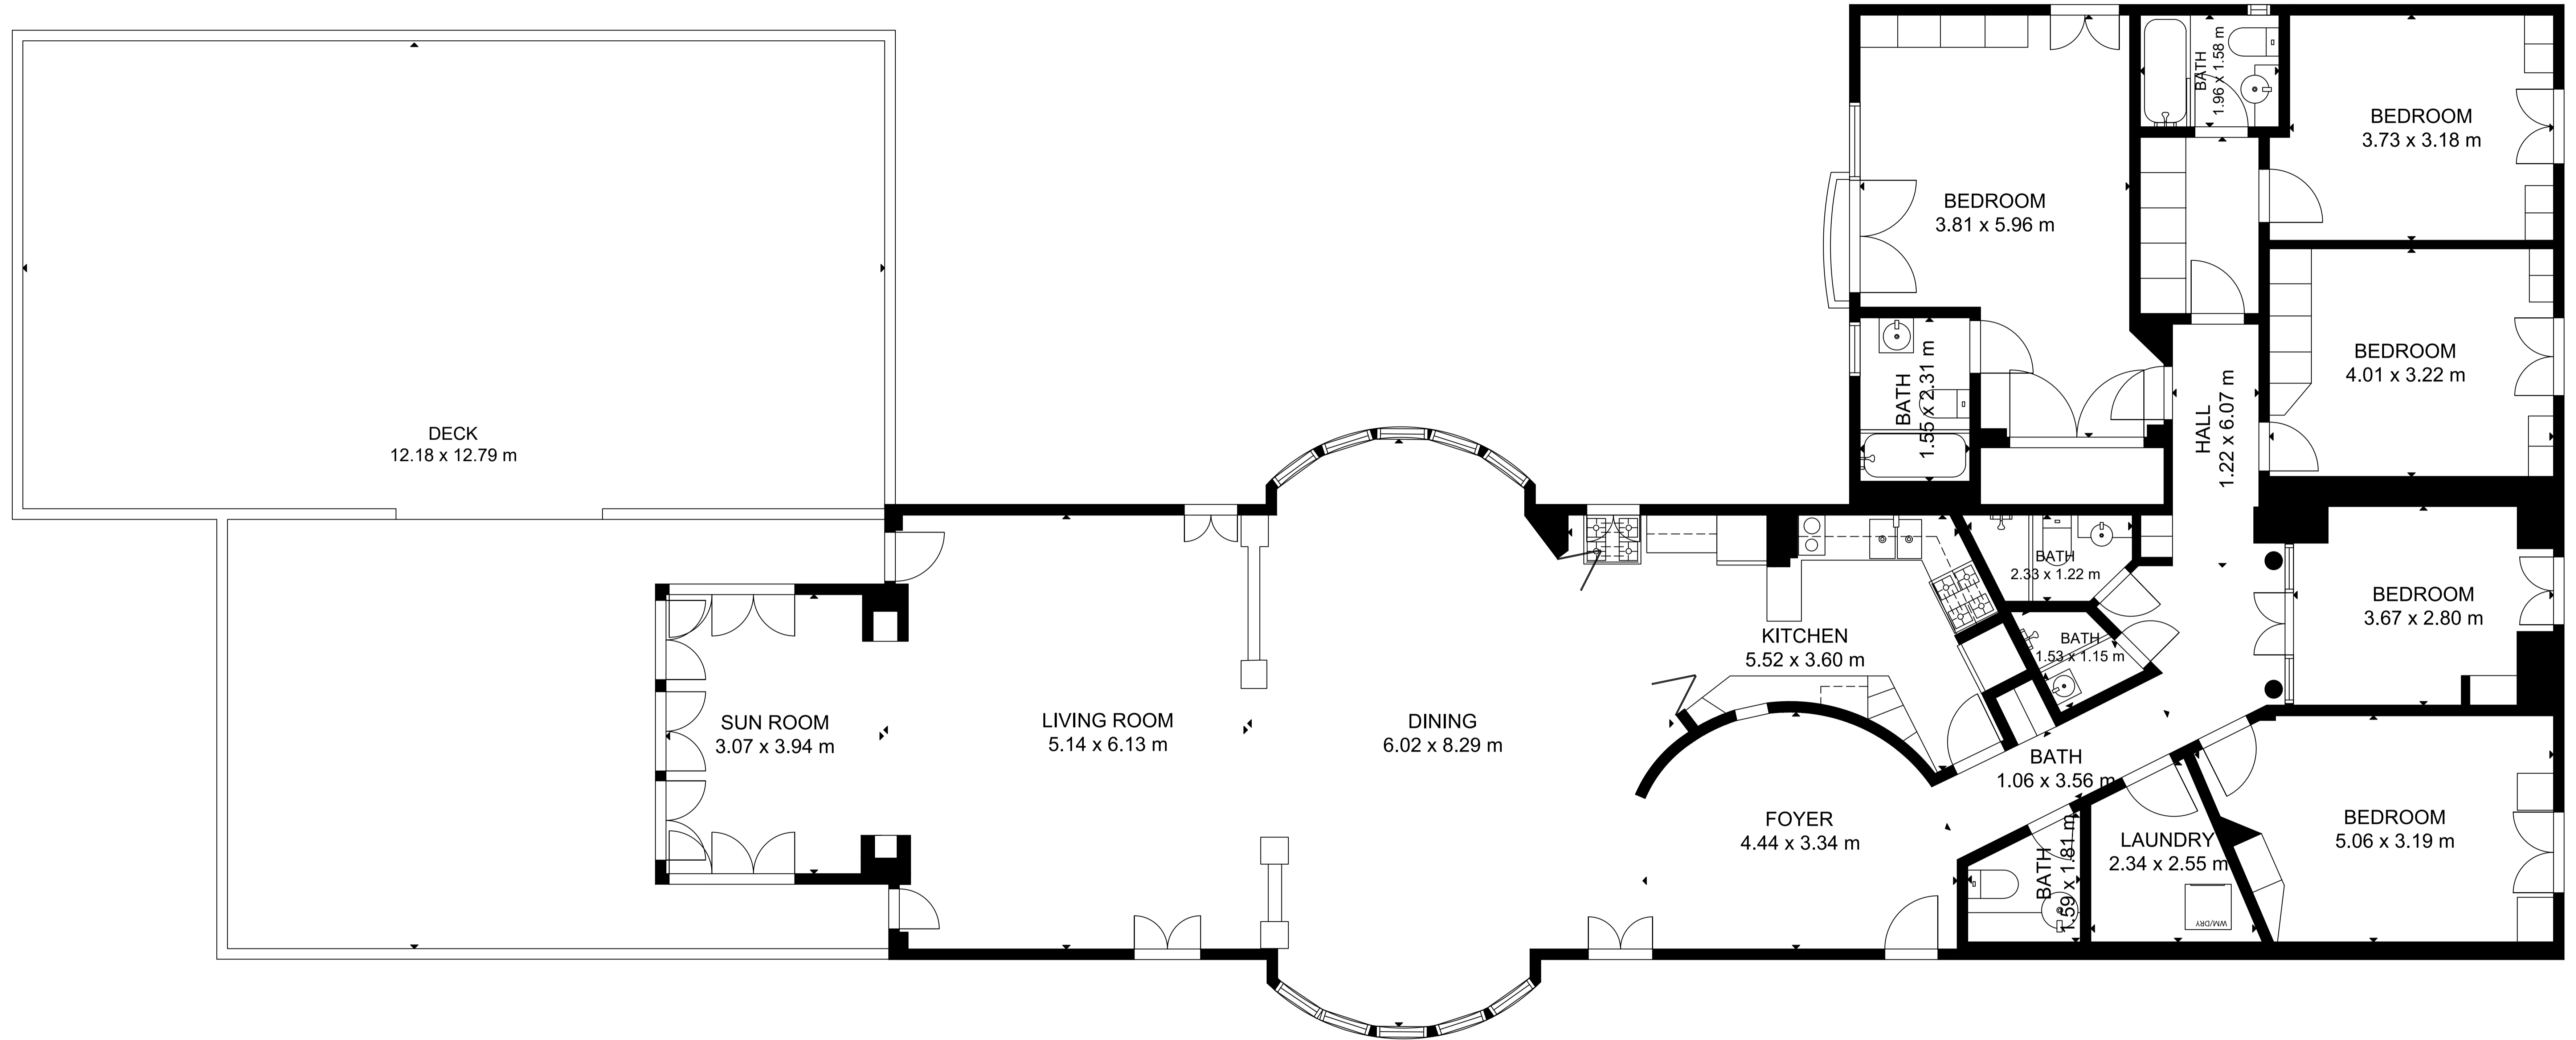 DECK
12.18 x 12.79 m
SUN ROOM
3.07 x 3.94 m
LIVING ROOM
5.14 x 6.13 m
DINING
6.02 x 8.29 m
KITCHEN
5.52 x 3.60 m
FOYER
4.44 x 3.34 m
BEDROOM
3.81 x 5.96 m
BATH
1.96 x 1.58 m
BEDROOM
3.73 x 3.18 m
BEDROOM
4.01 x 3.22 m
BATH
1.55 x 2.31 m
HALL
1.22 x 6.07 m
BATH
2.33 x 1.22 m
BATH
1.53 x 1.15 m
BEDROOM
3.67 x 2.80 m
BATH
1.06 x 3.56 m
BATH
1.59 x 1.81 m
LAUNDRY
2.34 x 2.55 m
WM/DRY
BEDROOM
5.06 x 3.19 m